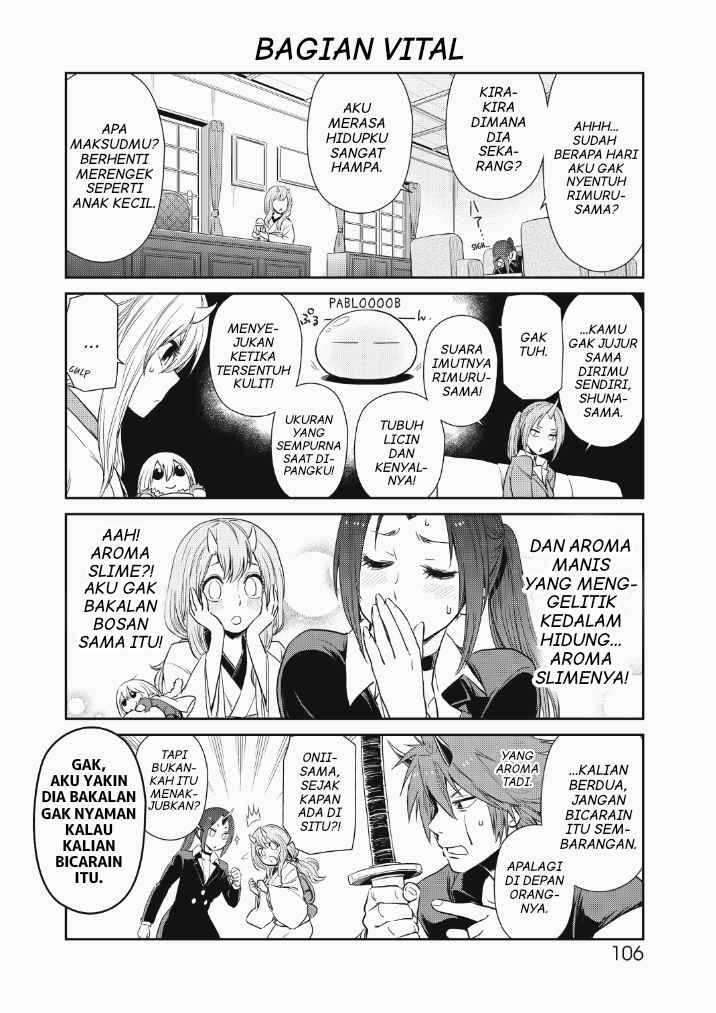 BAGIAN VITAL
AHHH...
SUDAH
BERAPA HARI
AKU GAK
NYENTUH
RIMURU-
SAMA?
KIRA-
KIRA
DIMANA
DIA
SEKA-
RANG?
SIGH...
AKU
MERASA
HIDUPKU
SANGAT
HAMPA.
APA
MAKSUDMU?
BERHENTI
MERENGEK
SEPERTI
ANAK KECIL.
...KAMU
GAK JUJUR
SAMA
DIRIMU
SENDIRI,
SHUNA-
SAMA.
GAK
TUH.
PABLOOOOB
ぷる
ん
SUARA
IMUTNYA
RIMURU-
SAMA!
TUBUH
LICIN
DAN
KENYAL-
NYA!
MENYE-
JUKAN
KETIKA
TERSENTUH
KULIT!
UKURAN
YANG
SEMPURNA
SAAT DI-
PANGKU!
...
GULP
DAN AROMA
MANIS
YANG MENG-
GELITIK
KEDALAM
HIDUNG...
AROMA
SLIMENYA!
AAH!
AROMA
SLIME?!
AKU GAK
BAKALAN
BOSAN
SAMA ITU!
...KALIAN
BERDUA,
JANGAN
BICARAIN
ITU SEM-
BARANGAN.
YANG
AROMA
TADI.
APALAGI
DI DEPAN
ORANG-
NYA.
ONII-
SAMA,
SEJAK
KAPAN
ADA DI
SITU?!
TAPI
BUKAN-
KAH ITU
MENAK-
JUBKAN?
GAK,
AKU YAKIN
DIA BAKALAN
GAK NYAMAN
KALAU
KALIAN
BICARAIN
ITU.
106